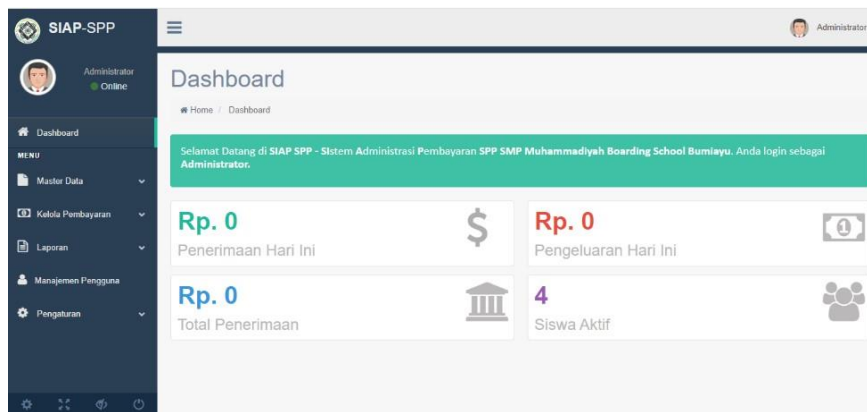 SIAP-SPP
Administrator
Administrator
Online
Dashboard
Home / Dashboard
Dashboard
MENU
Master Data
Kelola Pembayaran
Laporan
Manajemen Pengguna
Pengaturan
Selamat Datang di SIAP SPP - SIstem Administrasi Pembayaran SPP SMP Muhammadiyah Boarding School Bumiayu. Anda login sebagai
Administrator.
Rp. 0
Penerimaan Hari Ini
Rp. 0
Pengeluaran Hari Ini
Rp. 0
Total Penerimaan
4
Siswa Aktif